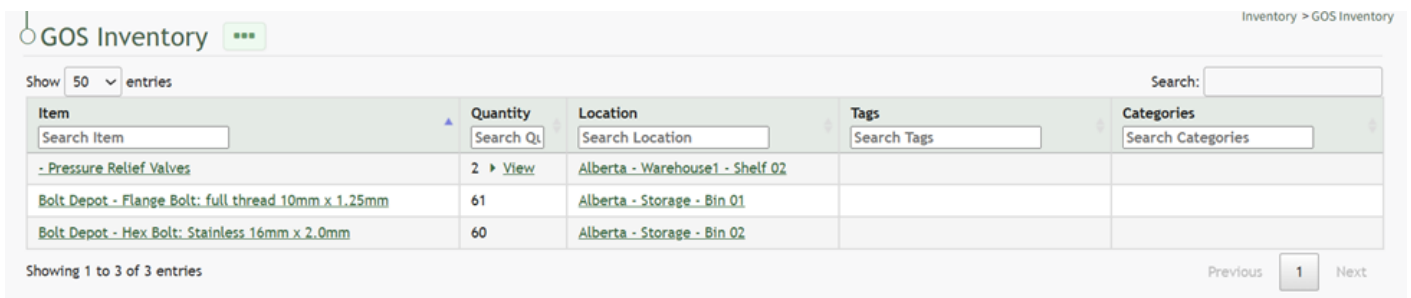 Inventory > GOS Inventory
GOS Inventory
Show 50 entries
Search:
Item Quantity Location Tags Categories
Search Item Search Qu Search Location Search Tags Search Categories
- Pressure Relief Valves 2 View Alberta - Warehouse1 - Shelf 02
Bolt Depot - Flange Bolt: full thread 10mm x 1.25mm 61 Alberta - Storage - Bin 01
Bolt Depot - Hex Bolt: Stainless 16mm x 2.0mm 60 Alberta - Storage - Bin 02
Showing 1 to 3 of 3 entries
Previous 1 Next